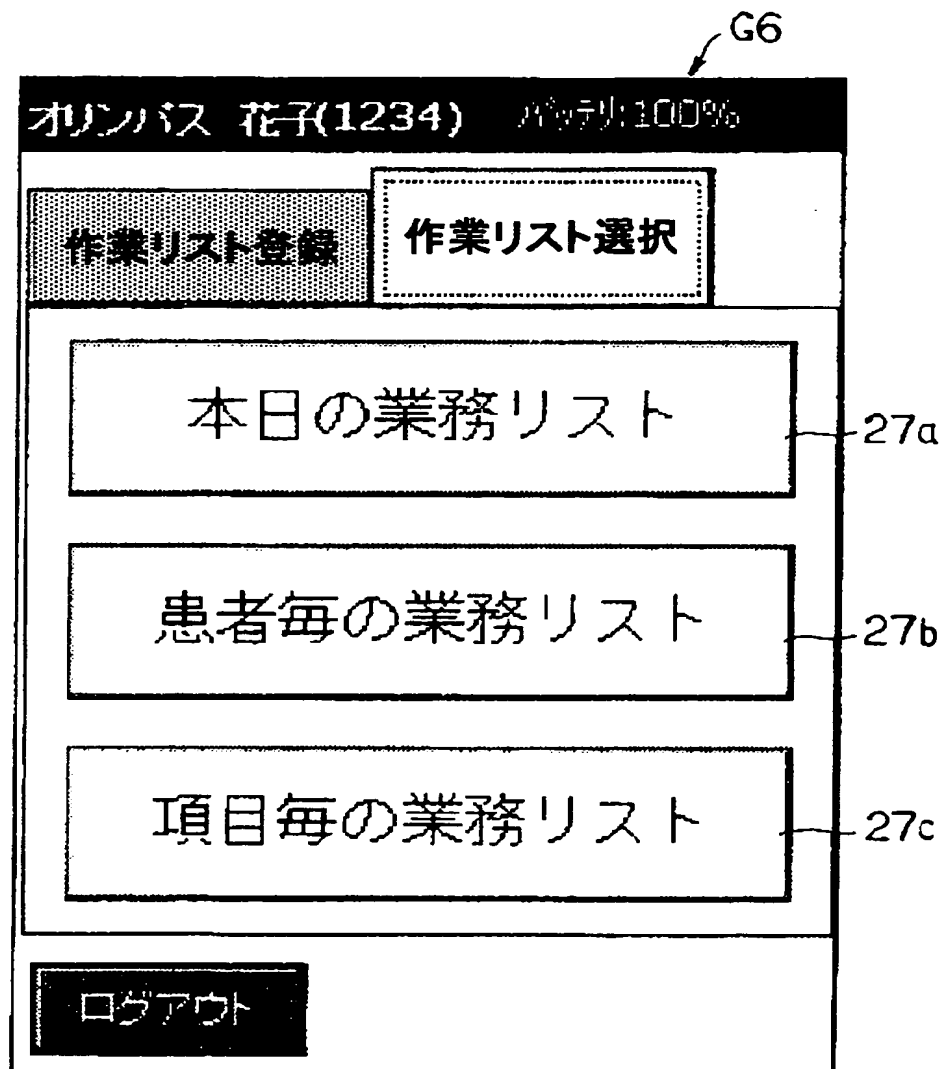 G6
オリンパス 花子(1234) バッテリ:100%
作業リスト登録 作業リスト選択
本日の業務リスト 27a
患者毎の業務リスト 27b
項目毎の業務リスト 27c
ログアウト